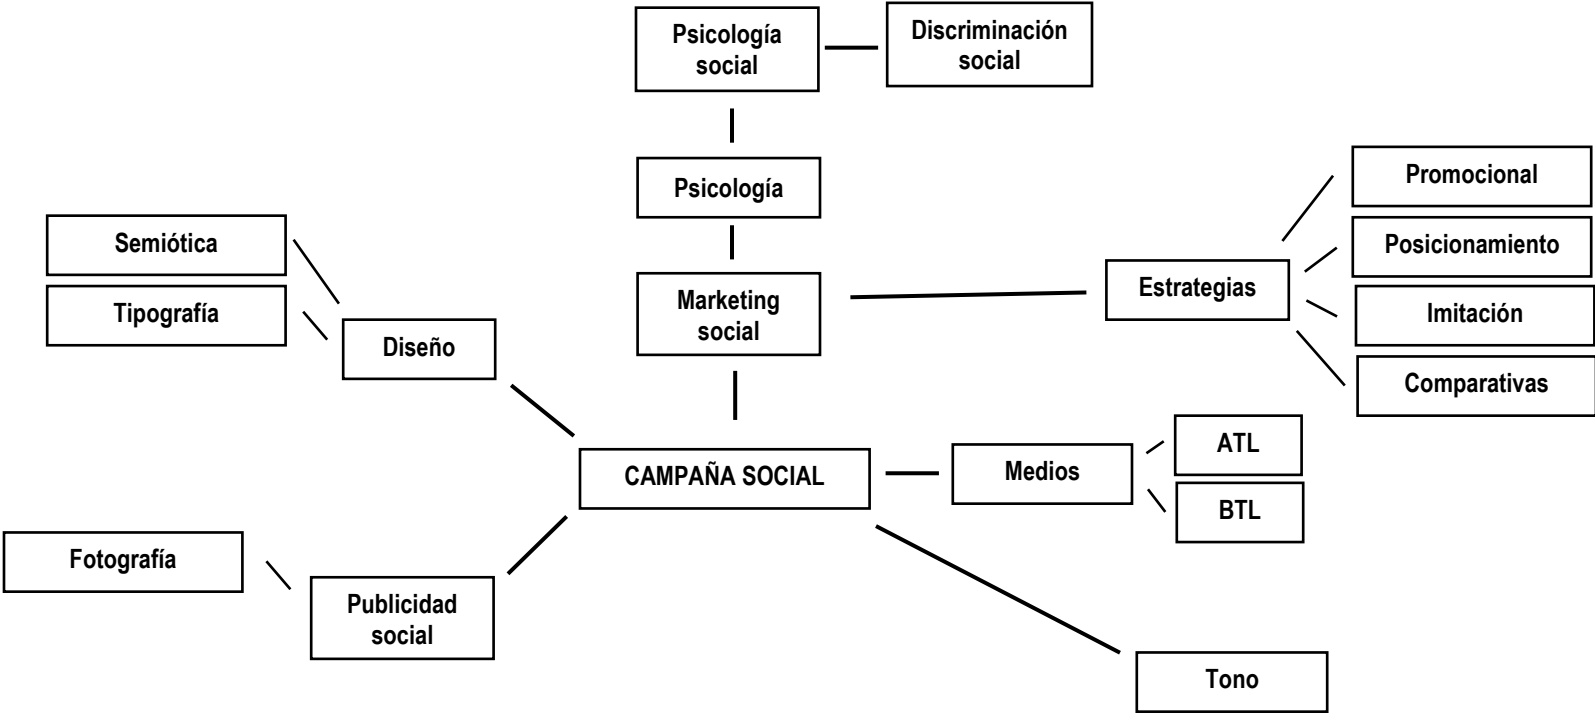 Psicología
social
Discriminación
social
Psicología
Promocional
Semiótica
Posicionamiento
Tipografía
Marketing
social
Estrategias
Imitación
Diseño
Comparativas
ATL
CAMPAÑA SOCIAL
Medios
BTL
Fotografía
Publicidad
social
Tono